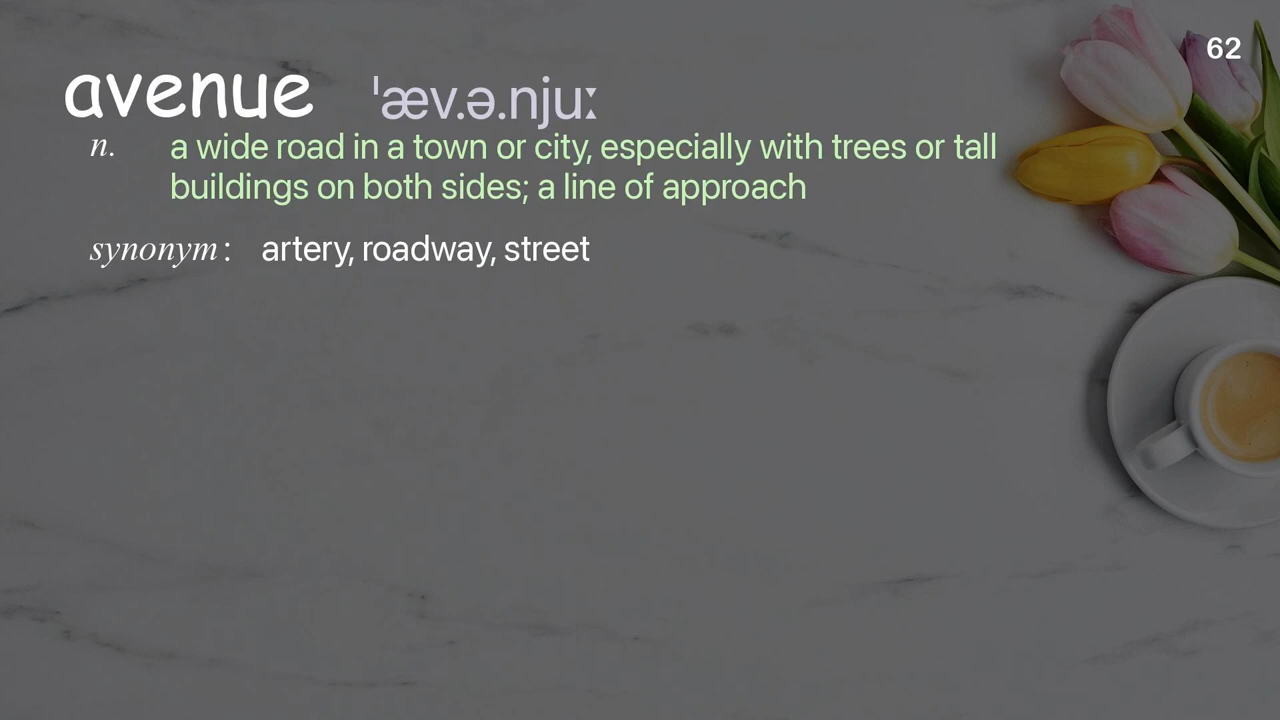 62
avenue ˈæv.ə.njuː
n. a wide road in a town or city, especially with trees or tall
buildings on both sides; a line of approach
synonym: artery, roadway, street